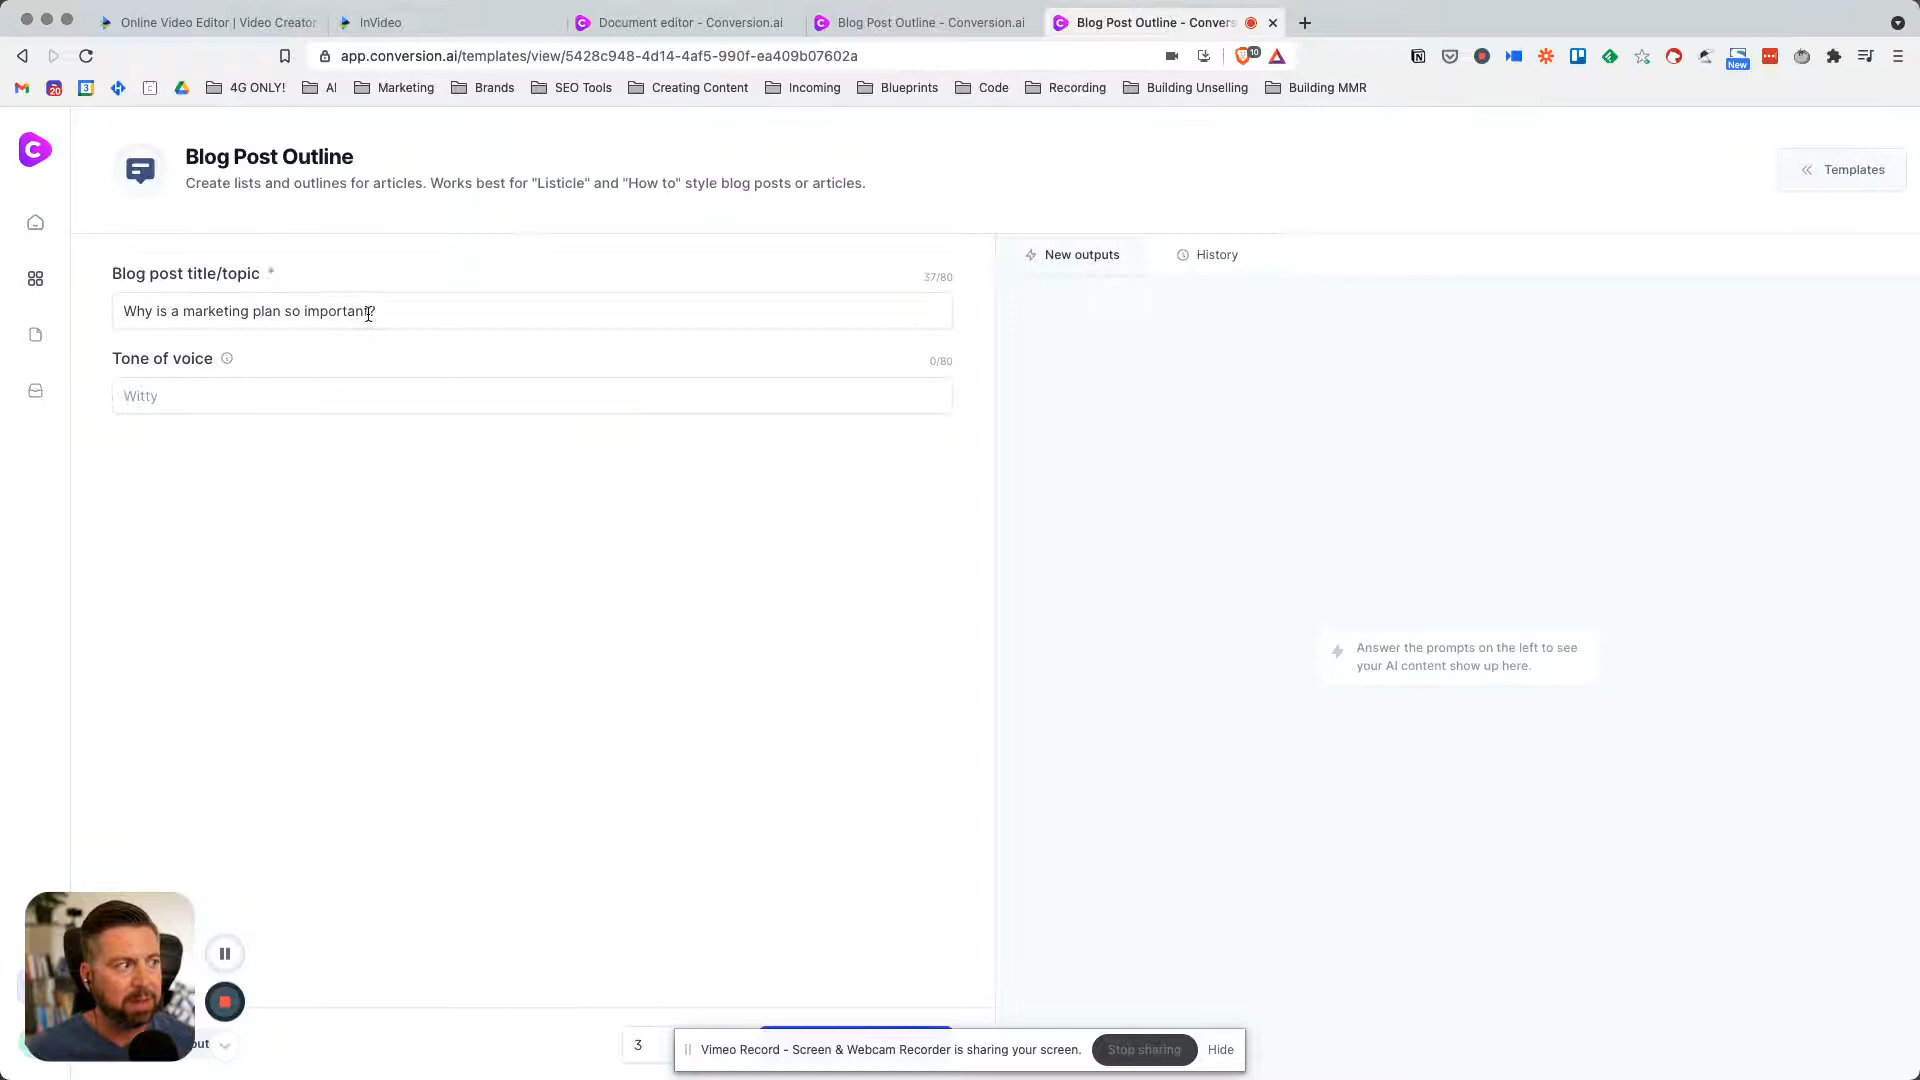 Online Video Editor | Video Creator
InVideo
Document editor - Conversion.ai
Blog Post Outline - Conversion.ai
Blog Post Outline - Convers
app.conversion.ai/templates/view/5428c948-4d14-4af5-990f-ea409b07602a
10
New
20
3
4G ONLY!
AI
Marketing
Brands
SEO Tools
Creating Content
Incoming
Blueprints
Code
Recording
Building Unselling
Building MMR
C
Blog Post Outline
Create lists and outlines for articles. Works best for "Listicle" and "How to" style blog posts or articles.
Templates
New outputs
History
Blog post title/topic *
37/80
Why is a marketing plan so important?
Tone of voice
0/80
Witty
Answer the prompts on the left to see
your AI content show up here.
out
3
Vimeo Record - Screen & Webcam Recorder is sharing your screen.
Stop sharing
Hide